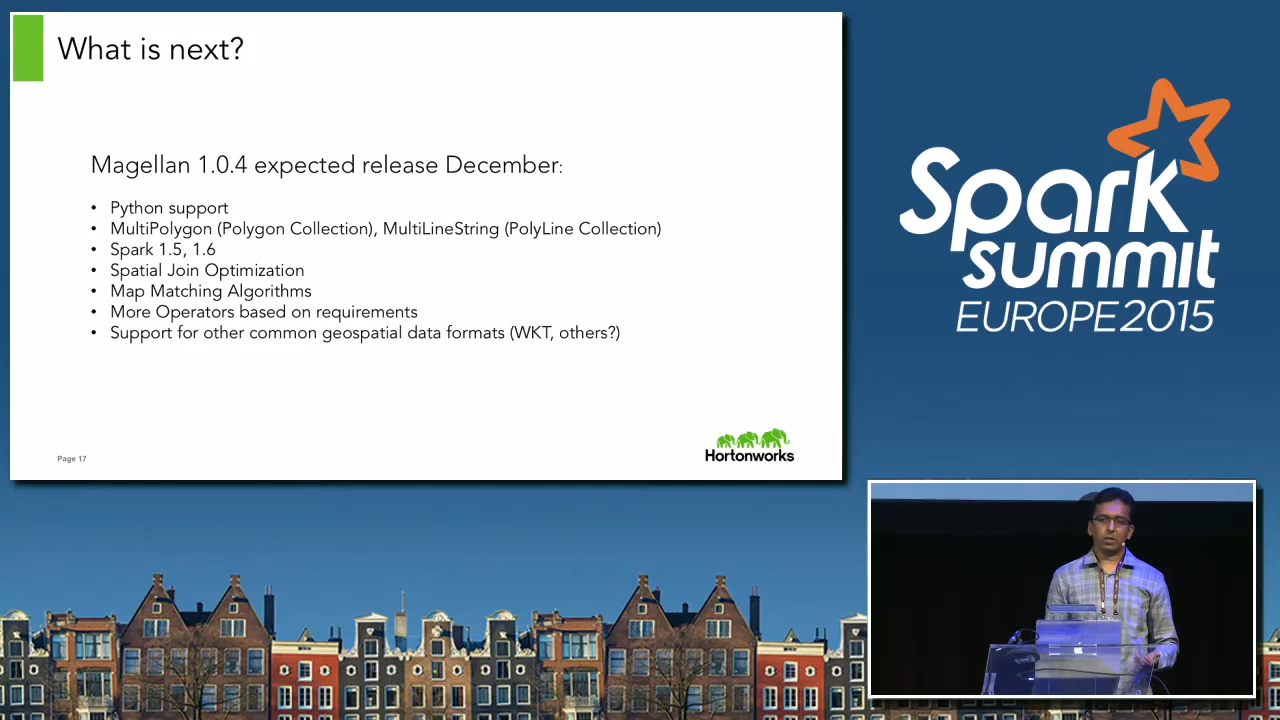 What is next?
Magellan 1.0.4 expected release December:
• Python support
• MultiPolygon (Polygon Collection), MultiLineString (PolyLine Collection)
• Spark 1.5, 1.6
• Spatial Join Optimization
• Map Matching Algorithms
• More Operators based on requirements
• Support for other common geospatial data formats (WKT, others?)
Page 17
Hortonworks
Spark
summit
EUROPE 2015